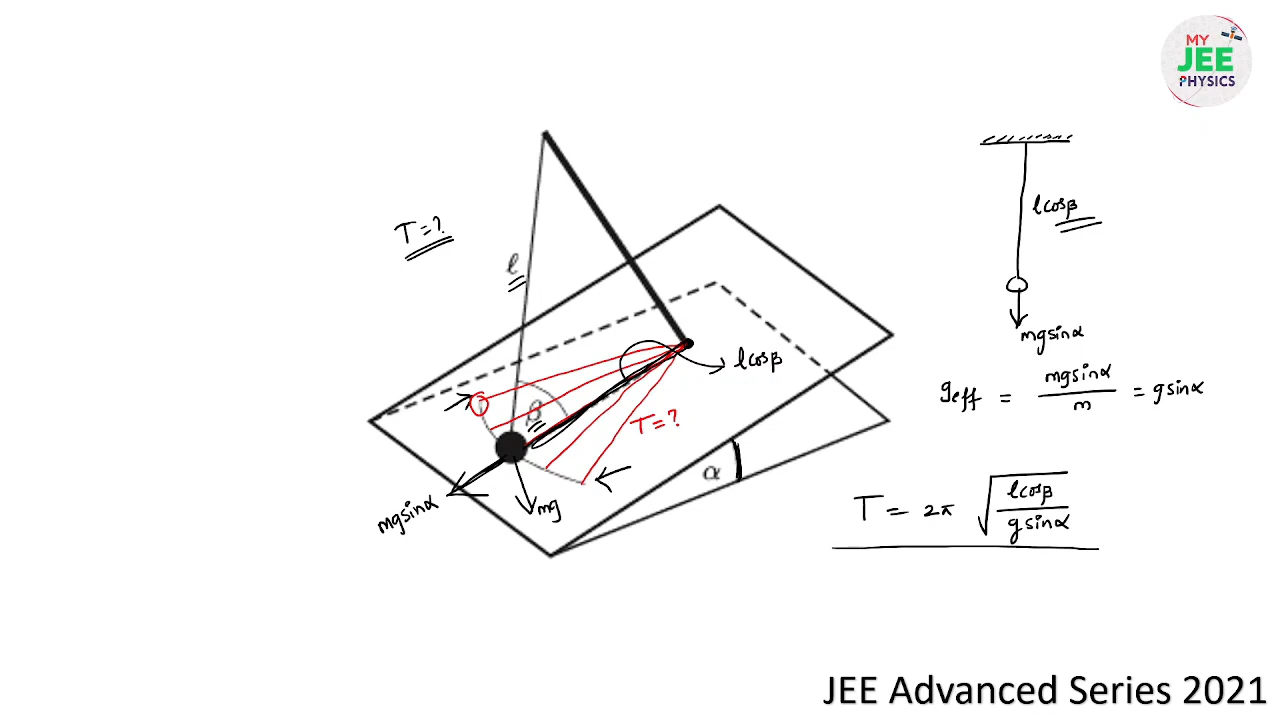 MY
JEE
PHYSICS
T = ?
l
lcosβ
mgsinα
lcosβ
β
T = ?
α
mgsinα
mg
geff = mgsinα / m = gsinα
T = 2π √(lcosβ / gsinα)
JEE Advanced Series 2021